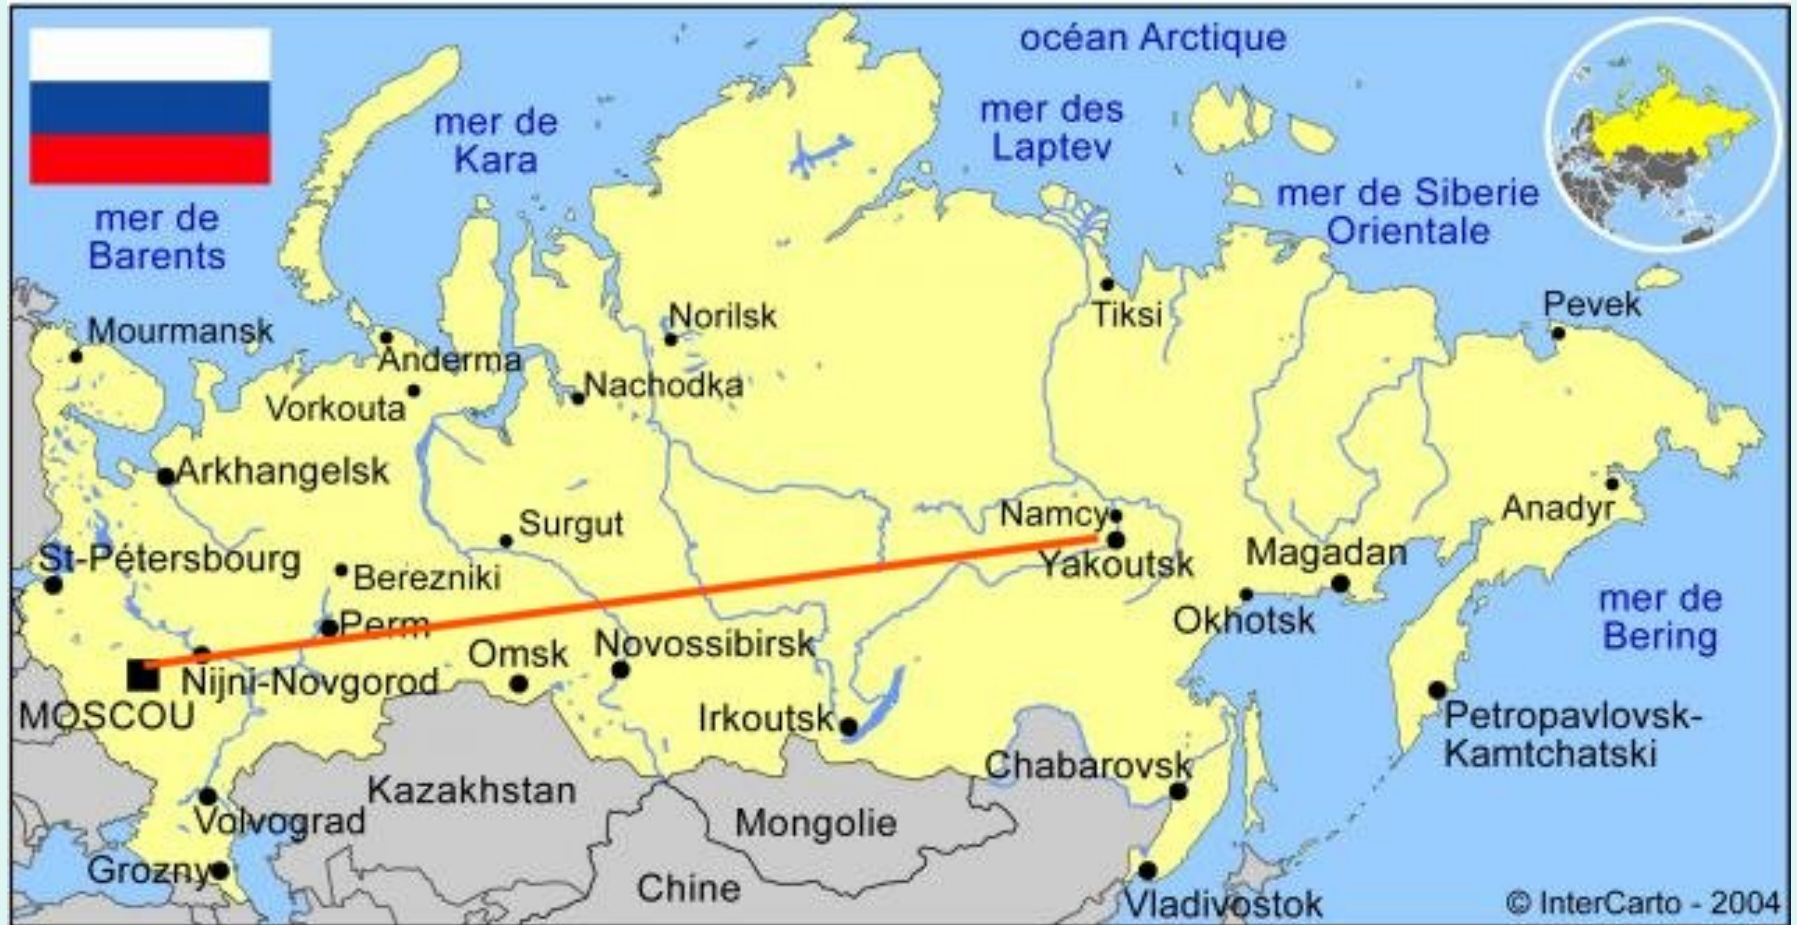 océan Arctique
mer de
Kara
mer des
Laptev
mer de Siberie
Orientale
mer de
Barents
Mourmansk
Anderma
Vorkouta
Norilsk
Nachodka
Tiksi
Pevek
Arkhangelsk
Surgut
Namcy
Yakoutsk
Anadyr
St-Pétersbourg
Berezniki
Magadan
Perm
Okhotsk
mer de
Bering
Omsk
Novossibirsk
MOSCOU
Nijni-Novgorod
Irkoutsk
Petropavlovsk-
Kamtchatski
Chabarovsk
Kazakhstan
Volvograd
Mongolie
Grozny
Chine
Vladivostok
© InterCarto - 2004